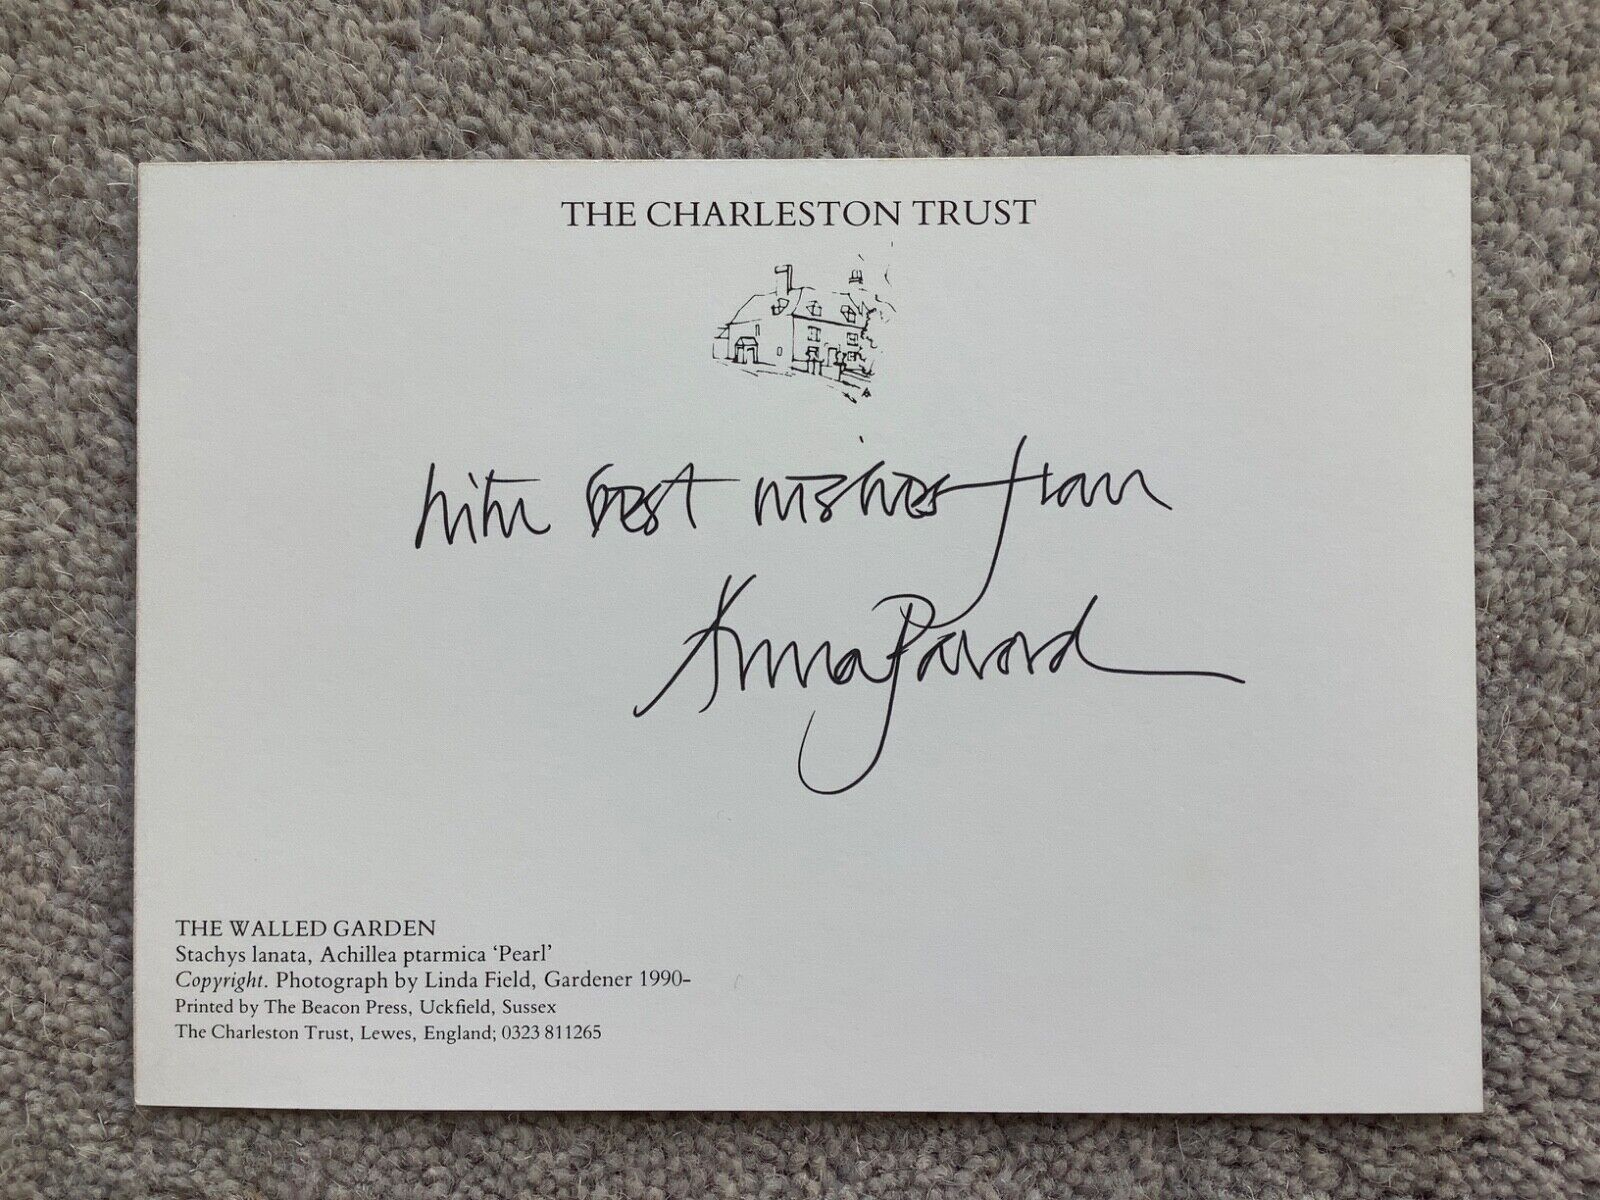 THE CHARLESTON TRUST
With best wishes from
Anna Pavord
THE WALLED GARDEN
Stachys lanata, Achillea ptarmica ‘Pearl’
Copyright. Photograph by Linda Field, Gardener 1990-
Printed by The Beacon Press, Uckfield, Sussex
The Charleston Trust, Lewes, England; 0323 811265